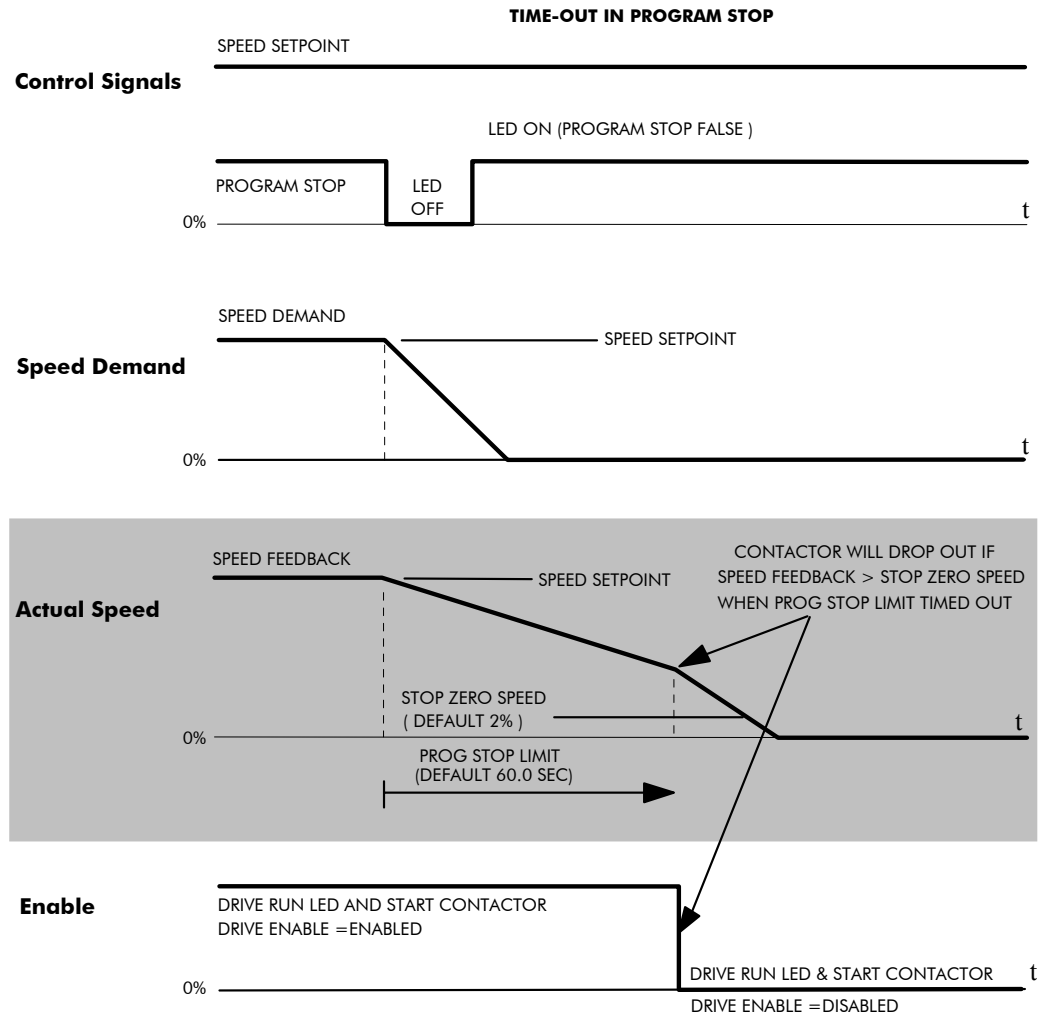 TIME-OUT IN PROGRAM STOP
SPEED SETPOINT
Control Signals
LED ON (PROGRAM STOP FALSE )
PROGRAM STOP
LED
OFF
0%
t
SPEED DEMAND
SPEED SETPOINT
Speed Demand
0%
t
SPEED FEEDBACK
SPEED SETPOINT
CONTACTOR WILL DROP OUT IF
SPEED FEEDBACK > STOP ZERO SPEED
WHEN PROG STOP LIMIT TIMED OUT
Actual Speed
STOP ZERO SPEED
( DEFAULT 2% )
0%
t
PROG STOP LIMIT
(DEFAULT 60.0 SEC)
Enable
DRIVE RUN LED AND START CONTACTOR
DRIVE ENABLE =ENABLED
DRIVE RUN LED & START CONTACTOR
t
0%
DRIVE ENABLE =DISABLED